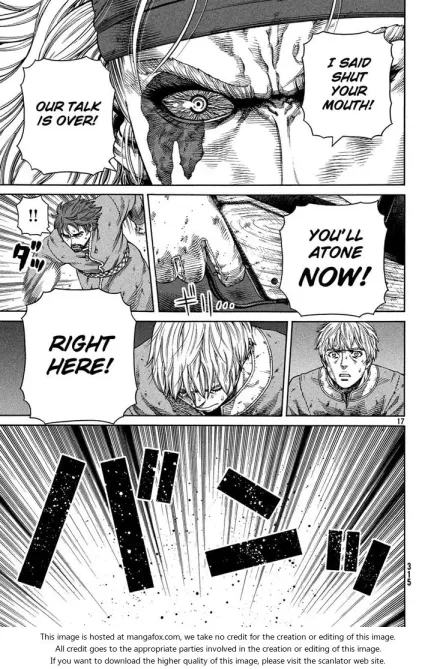 I SAID
SHUT
YOUR
MOUTH!
OUR TALK
IS OVER!
YOU'LL
ATONE
NOW!
!!
ダッ
RIGHT
HERE!
17
バンッ
315
This image is hosted at mangafox.com, we take no credit for the creation or editing of this image.
All credit goes to the appropriate parties involved in the creation or editing of this image.
If you want to download the higher quality of this image, please visit the scanlator web site.